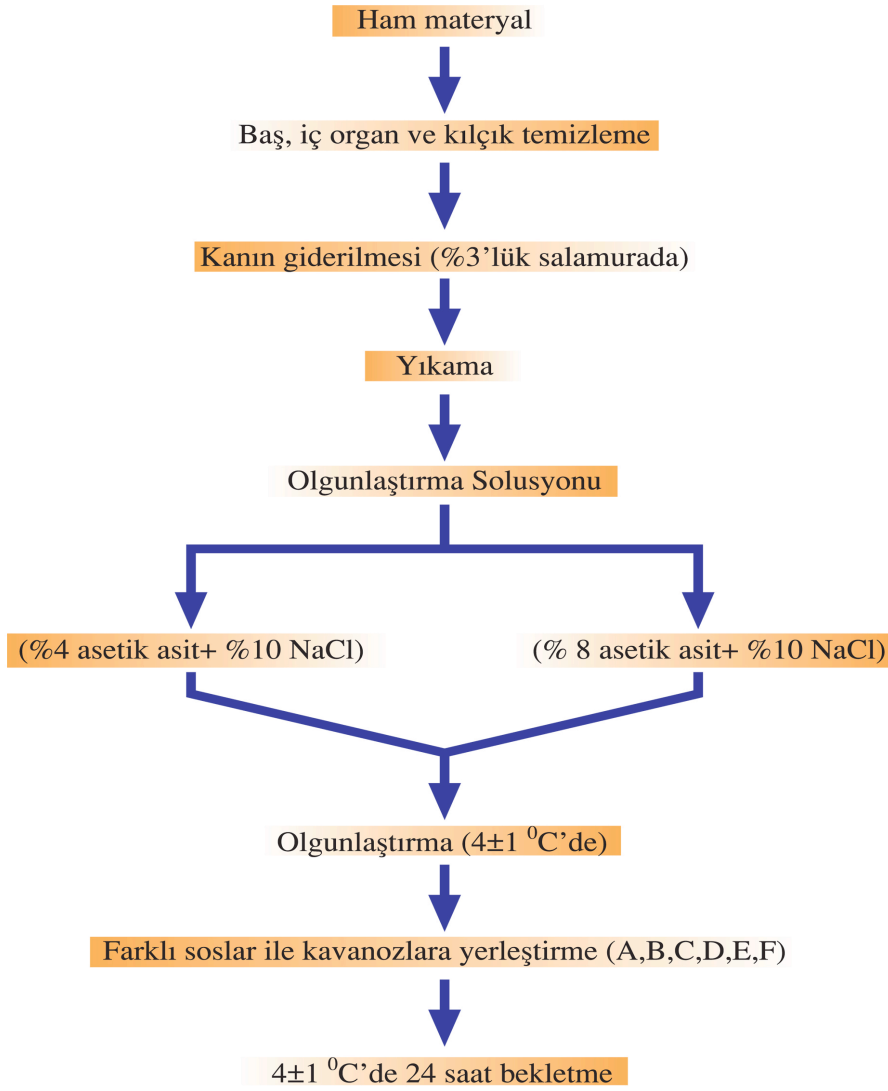 Ham materyal
Baş, iç organ ve kılçık temizleme
Kanın giderilmesi (%3’lük salamurada)
Yıkama
Olgunlaştırma Solusyonu
(%4 asetik asit+ %10 NaCl)
(% 8 asetik asit+ %10 NaCl)
Olgunlaştırma (4±1 ⁰C’de)
Farklı soslar ile kavanozlara yerleştirme (A,B,C,D,E,F)
4±1 ⁰C’de 24 saat bekletme